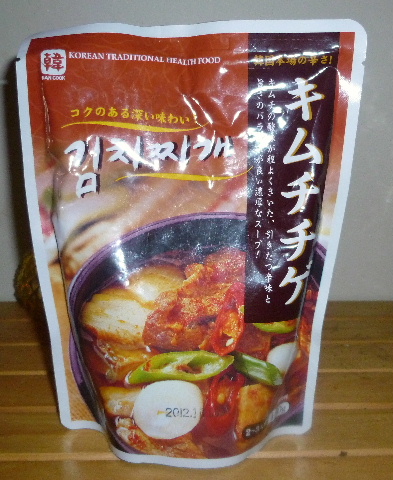 韓
HAN COOK
KOREAN TRADITIONAL HEALTH FOOD
韓国本場の辛さ!
コクのある深い味わい!
김치찌개
キムチチゲ
キムチの酸味が程よくきいた、引きたつ辛味と
旨みのバランスが良い濃厚なスープ!
2012.1